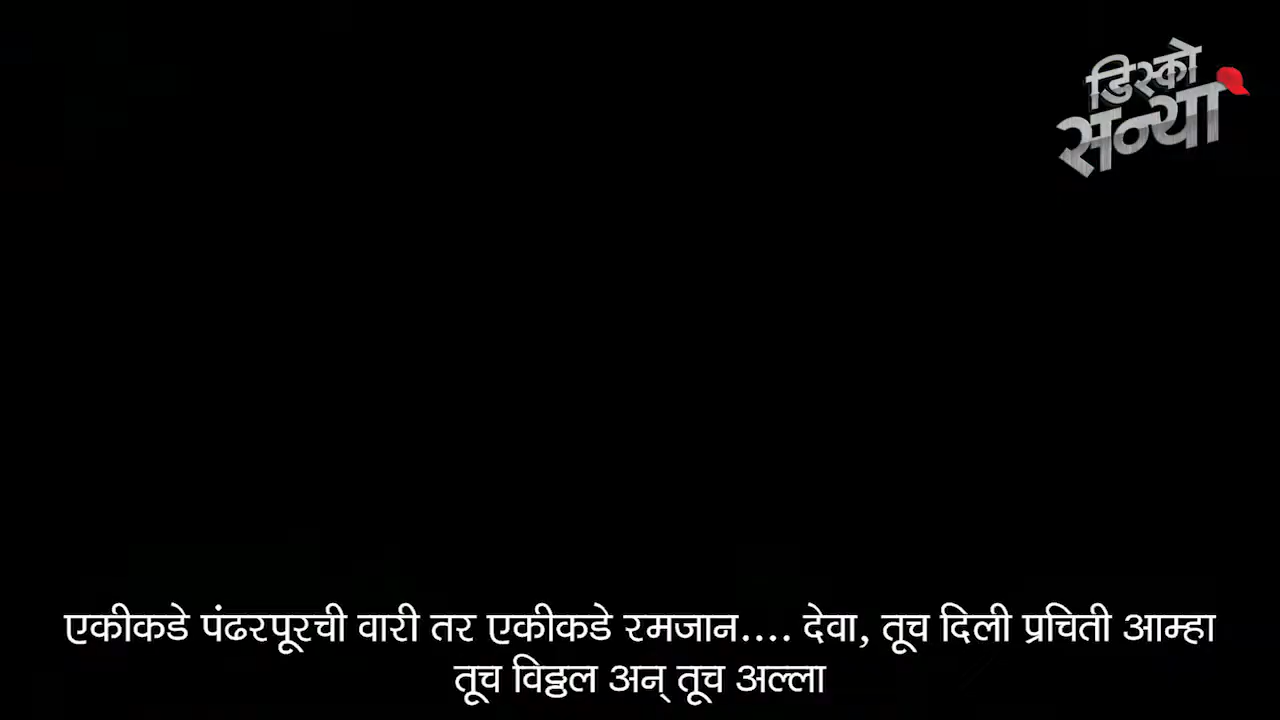 डिस्को
सन्या
एकीकडे पंढरपूरची वारी तर एकीकडे रमजान.... देवा, तूच दिली प्रचिती आम्हा
तूच विठ्ठल अन् तूच अल्ला